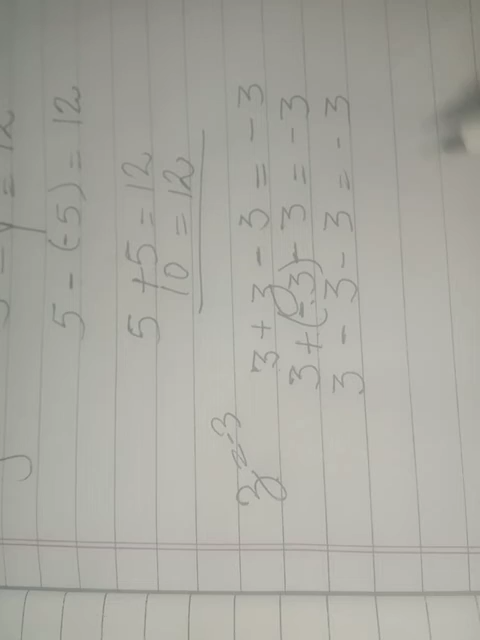 - y = 12
5 - (-5) = 12
5 + 5 = 12
10 = 12
z = -3
3 + 3 - 3 = -3
3 + (-3) - 3 = -3
3 - 3 - 3 = -3